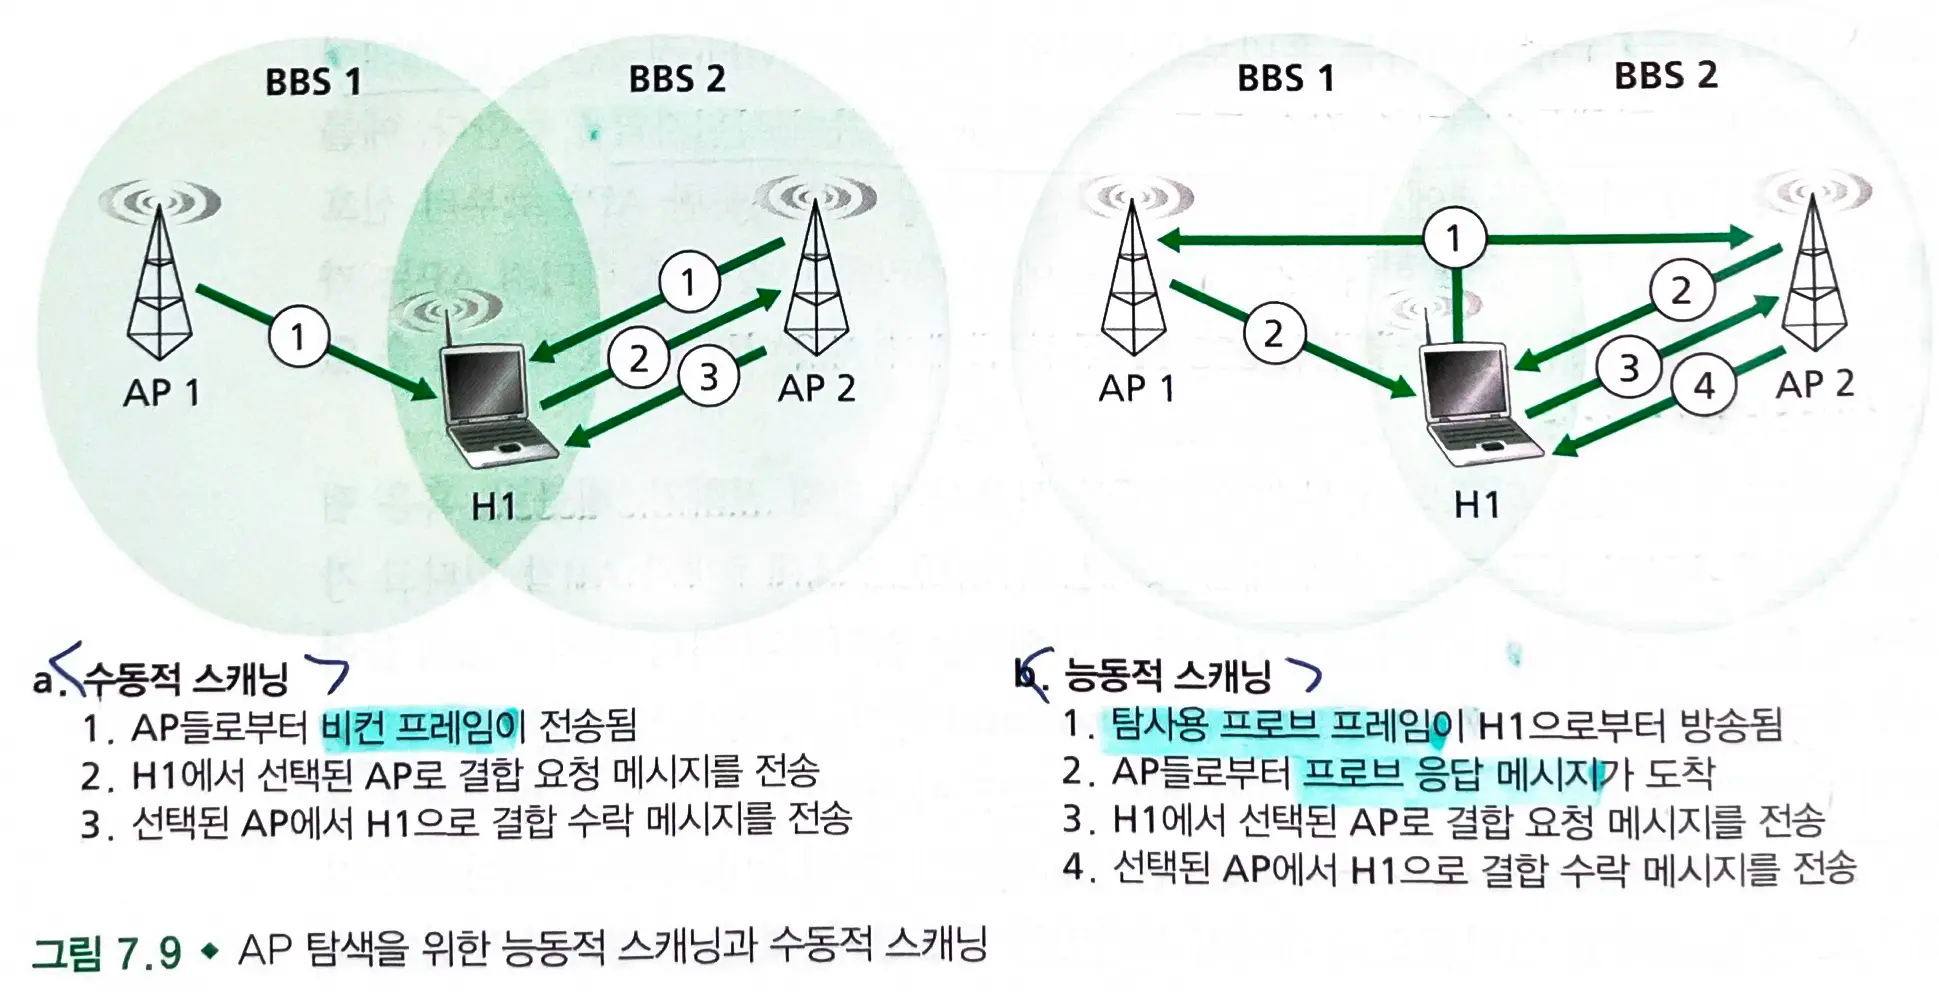 BBS 1
BBS 2
1
1
2
3
AP 1
AP 2
H1
BBS 1
BBS 2
1
2
2
3
4
AP 1
AP 2
H1
a. 수동적 스캐닝
1. AP들로부터 비컨 프레임이 전송됨
2. H1에서 선택된 AP로 결합 요청 메시지를 전송
3. 선택된 AP에서 H1으로 결합 수락 메시지를 전송
b. 능동적 스캐닝
1. 탐사용 프로브 프레임이 H1으로부터 방송됨
2. AP들로부터 프로브 응답 메시지가 도착
3. H1에서 선택된 AP로 결합 요청 메시지를 전송
4. 선택된 AP에서 H1으로 결합 수락 메시지를 전송
그림 7.9 ◆ AP 탐색을 위한 능동적 스캐닝과 수동적 스캐닝